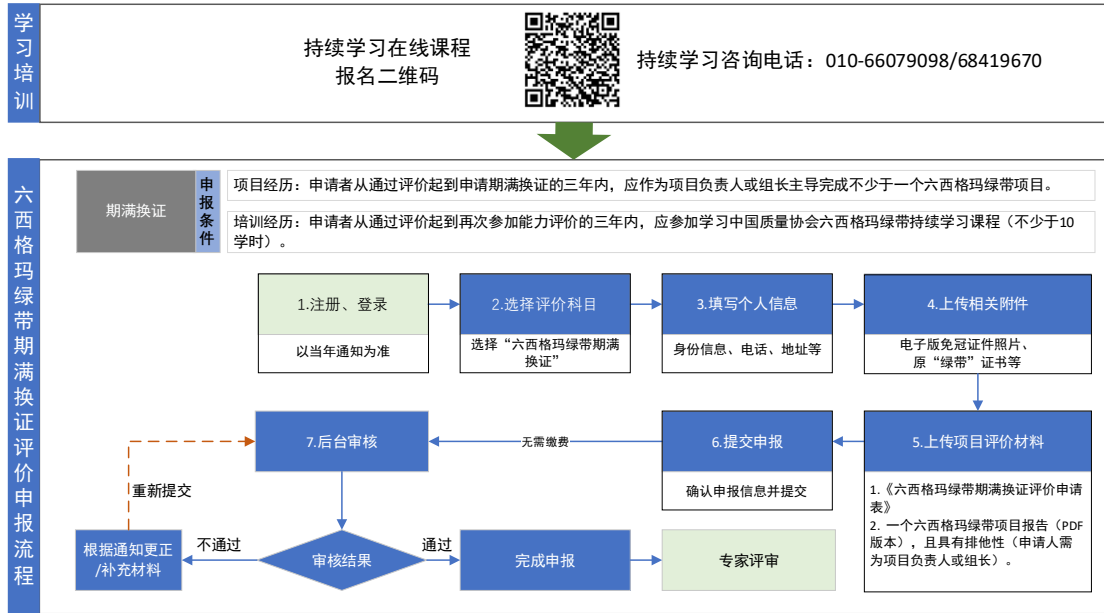 学习培训
持续学习在线课程
报名二维码
持续学习咨询电话：010-66079098/68419670
六西格玛绿带期满换证评价申报流程
期满换证
申报条件
项目经历：申请者从通过评价起到申请期满换证的三年内，应作为项目负责人或组长主导完成不少于一个六西格玛绿带项目。
培训经历：申请者从通过评价起到再次参加能力评价的三年内，应参加学习中国质量协会六西格玛绿带持续学习课程（不少于10
学时）。
1.注册、登录
以当年通知为准
2.选择评价科目
选择“六西格玛绿带期满
换证”
3.填写个人信息
身份信息、电话、地址等
4.上传相关附件
电子版免冠证件照片、
原“绿带”证书等
5.上传项目评价材料
1.《六西格玛绿带期满换证评价申请
表》
2. 一个六西格玛绿带项目报告（PDF
版本），且具有排他性（申请人需
为项目负责人或组长）。
6.提交申报
确认申报信息并提交
无需缴费
7.后台审核
重新提交
审核结果
不通过
根据通知更正
/补充材料
通过
完成申报
专家评审